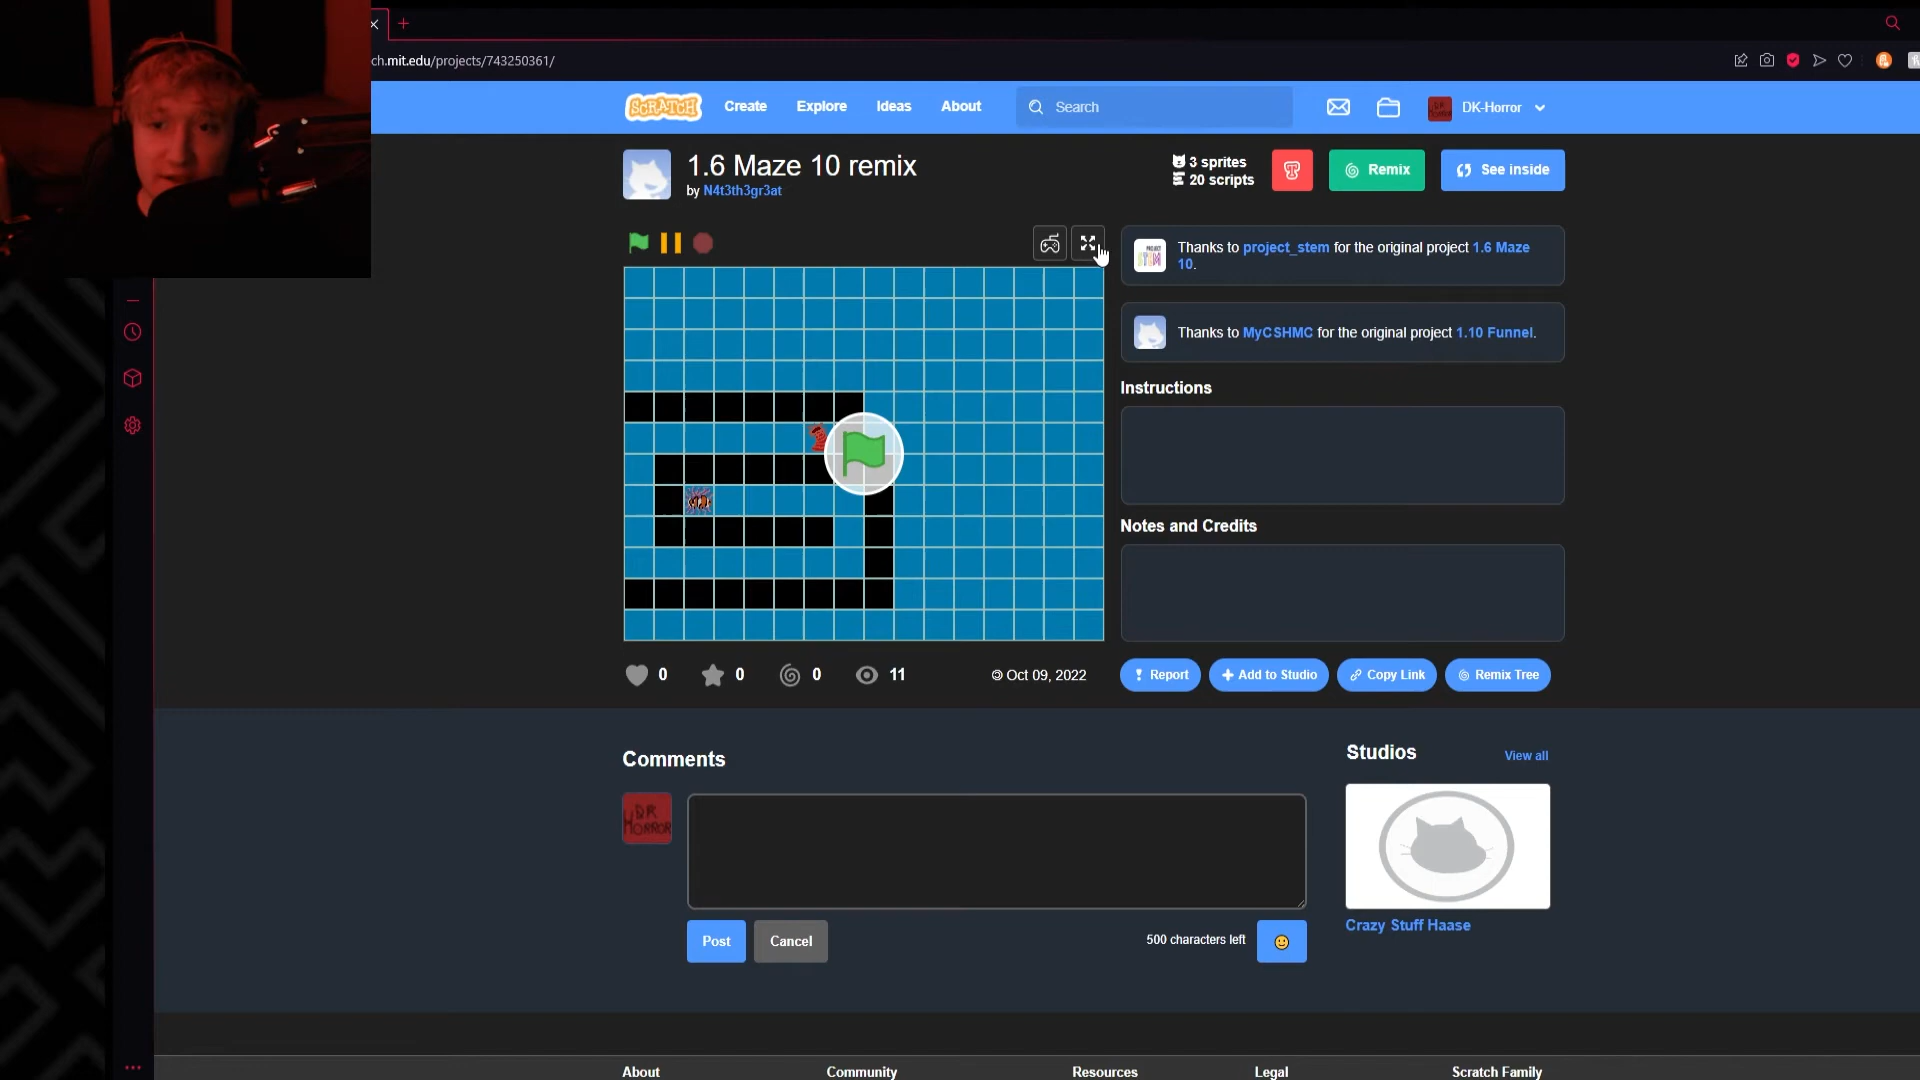 ch.mit.edu/projects/743250361/
SCRATCH
Create
Explore
Ideas
About
Search
DK-Horror
1.6 Maze 10 remix
by N4t3th3gr3at
3 sprites
20 scripts
Remix
See inside
Thanks to project_stem for the original project 1.6 Maze
10.
PROJECT
STEM
Thanks to MyCSHMC for the original project 1.10 Funnel.
Instructions
Notes and Credits
0
0
0
11
© Oct 09, 2022
Report
Add to Studio
Copy Link
Remix Tree
Comments
Studios
View all
DK
HORROR
Post
Cancel
500 characters left
Crazy Stuff Haase
About
Community
Resources
Legal
Scratch Family